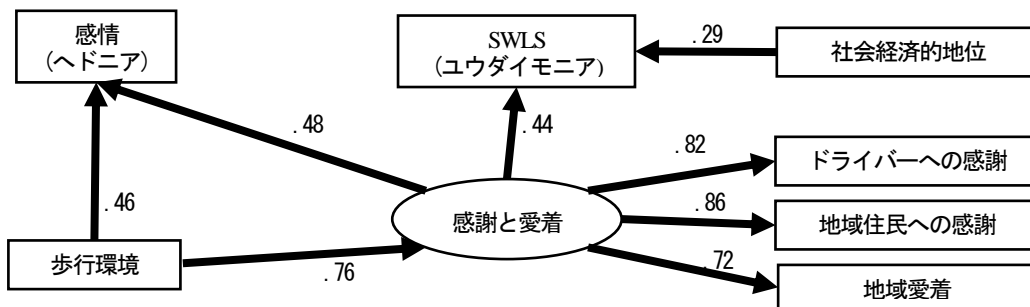 感情
（ヘドニア）
SWLS
（ユウダイモニア）
.29
社会経済的地位
.48
.44
.82
ドライバーへの感謝
.46
感謝と愛着
.86
地域住民への感謝
歩行環境
.76
.72
地域愛着